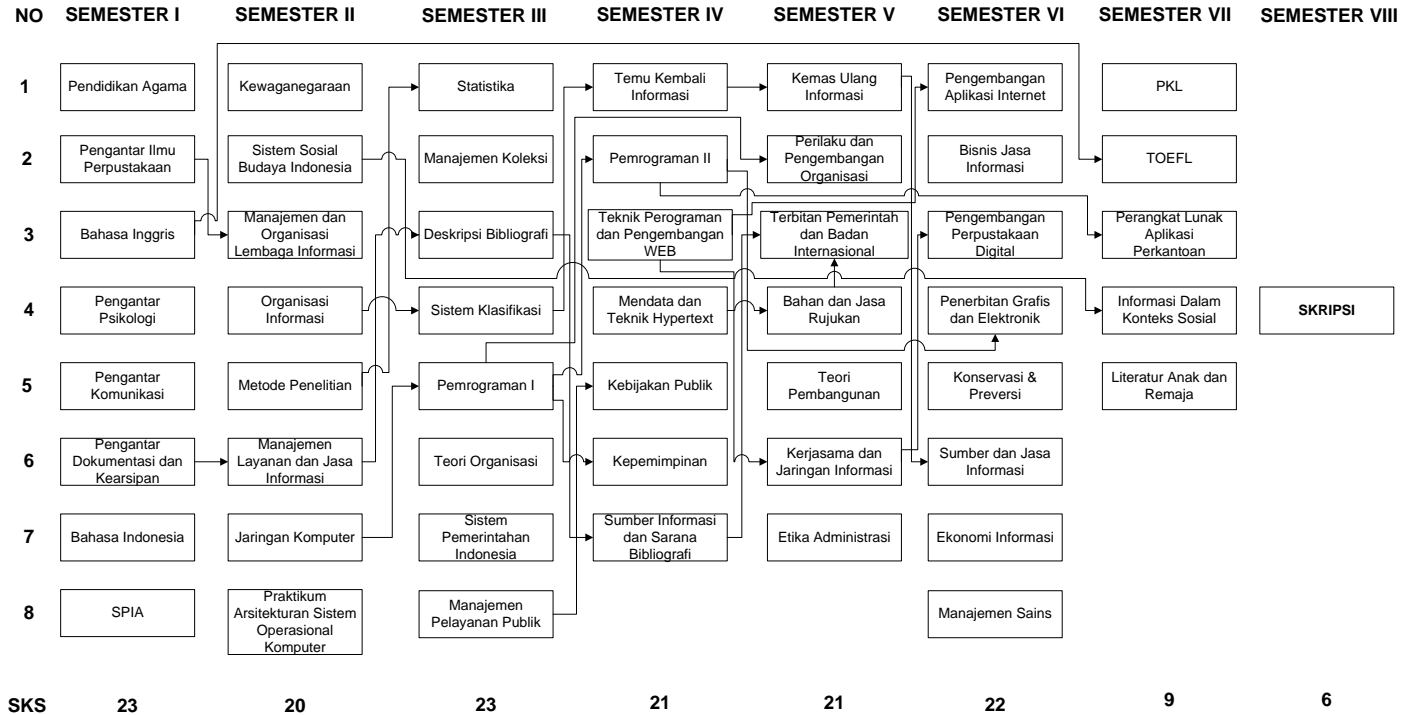 NO SEMESTER I SEMESTER II SEMESTER III SEMESTER IV SEMESTER V SEMESTER VI SEMESTER VII SEMESTER VIII
1
Pendidikan Agama
Kewaganegaraan
Statistika
Temu Kembali
Informasi
Kemas Ulang
Informasi
Pengembangan
Aplikasi Internet
PKL
2
Pengantar Ilmu
Perpustakaan
Sistem Sosial
Budaya Indonesia
Manajemen Koleksi
Pemrograman II
Perilaku dan
Pengembangan
Organisasi
Bisnis Jasa
Informasi
TOEFL
3
Bahasa Inggris
Manajemen dan
Organisasi
Lembaga Informasi
Deskripsi Bibliografi
Teknik Perograman
dan Pengembangan
WEB
Terbitan Pemerintah
dan Badan
Internasional
Pengembangan
Perpustakaan
Digital
Perangkat Lunak
Aplikasi
Perkantoan
4
Pengantar
Psikologi
Organisasi
Informasi
Sistem Klasifikasi
Mendata dan
Teknik Hypertext
Bahan dan Jasa
Rujukan
Penerbitan Grafis
dan Elektronik
Informasi Dalam
Konteks Sosial
SKRIPSI
5
Pengantar
Komunikasi
Metode Penelitian
Pemrograman I
Kebijakan Publik
Teori
Pembangunan
Konservasi &
Preversi
Literatur Anak dan
Remaja
6
Pengantar
Dokumentasi dan
Kearsipan
Manajemen
Layanan dan Jasa
Informasi
Teori Organisasi
Kepemimpinan
Kerjasama dan
Jaringan Informasi
Sumber dan Jasa
Informasi
7
Bahasa Indonesia
Jaringan Komputer
Sistem
Pemerintahan
Indonesia
Sumber Informasi
dan Sarana
Bibliografi
Etika Administrasi
Ekonomi Informasi
8
SPIA
Praktikum
Arsitekturan Sistem
Operasional
Komputer
Manajemen
Pelayanan Publik
Manajemen Sains
SKS 23 20 23 21 21 22 9 6